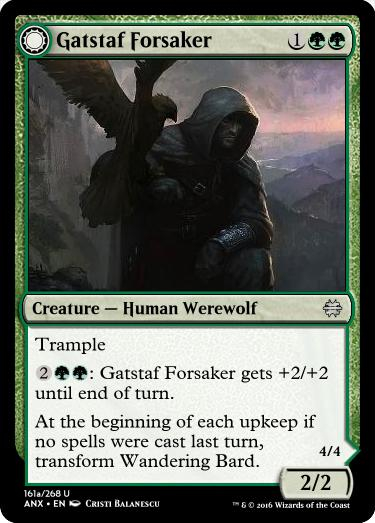 Gatstaf Forsaker 1
Creature — Human Werewolf
Trample
2: Gatstaf Forsaker gets +2/+2
until end of turn.
At the beginning of each upkeep if
no spells were cast last turn,
transform Wandering Bard.
4/4
2/2
161a/268 U
ANX • EN Cristi Balanescu
™ & © 2016 Wizards of the Coast